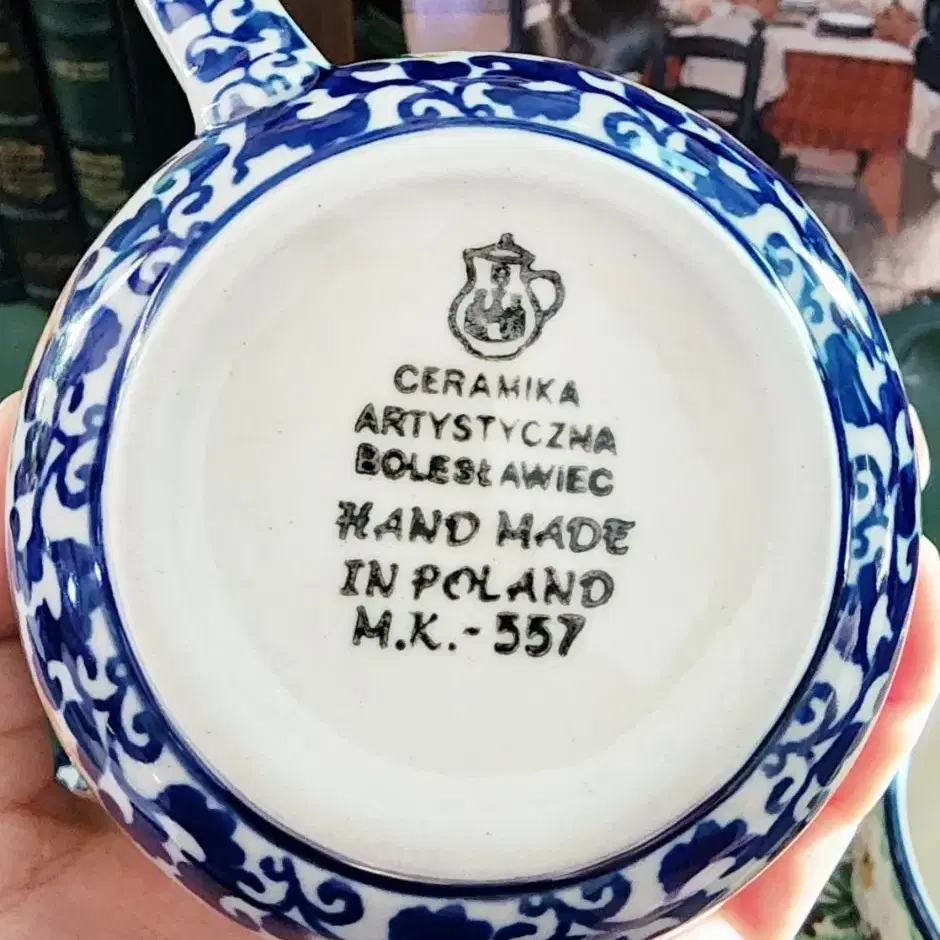 CERAMIKA
ARTYSTYCZNA
BOLESŁAWIEC
HAND MADE
IN POLAND
M.K.-557